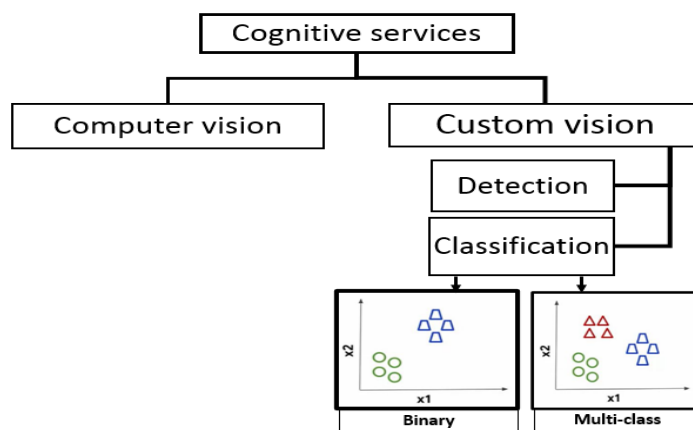 Cognitive services
Computer vision
Custom vision
Detection
Classification
x2
x1
Binary
x2
x1
Multi-class